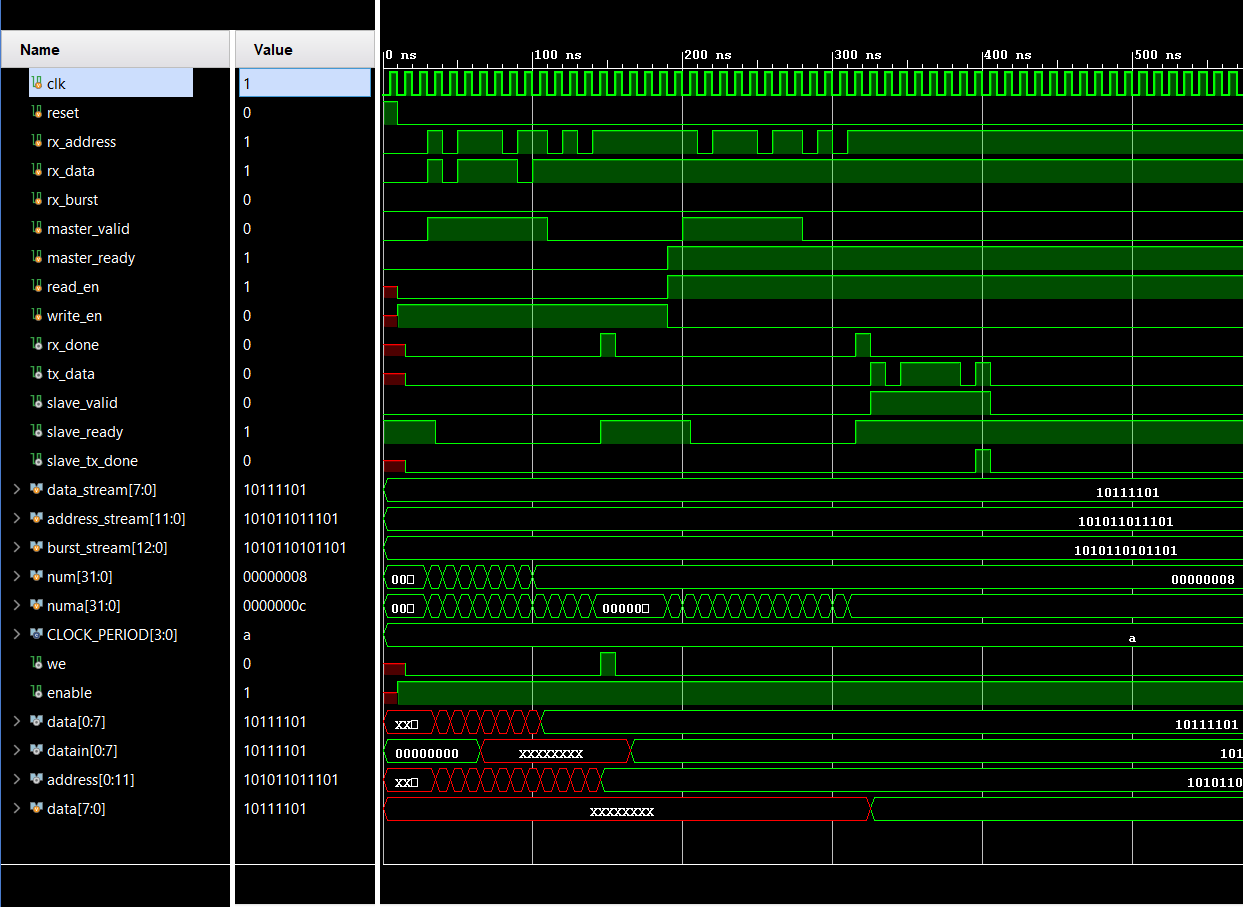 Name Value 0 ns 100 ns 200 ns 300 ns 400 ns 500 ns
clk 1
reset 0
rx_address 1
rx_data 1
rx_burst 0
master_valid 0
master_ready 1
read_en 1
write_en 0
rx_done 0
tx_data 0
slave_valid 0
slave_ready 1
slave_tx_done 0
data_stream[7:0] 10111101 10111101
address_stream[11:0] 101011011101 101011011101
burst_stream[12:0] 1010110101101 1010110101101
num[31:0] 00000008 00□ 00000008
numa[31:0] 0000000c 00□ 00000□
CLOCK_PERIOD[3:0] a a
we 0
enable 1
data[0:7] 10111101 xx□ 10111101
datain[0:7] 10111101 00000000 xxxxxxxx 101
address[0:11] 101011011101 xx□ 1010110
data[7:0] 10111101 xxxxxxxx